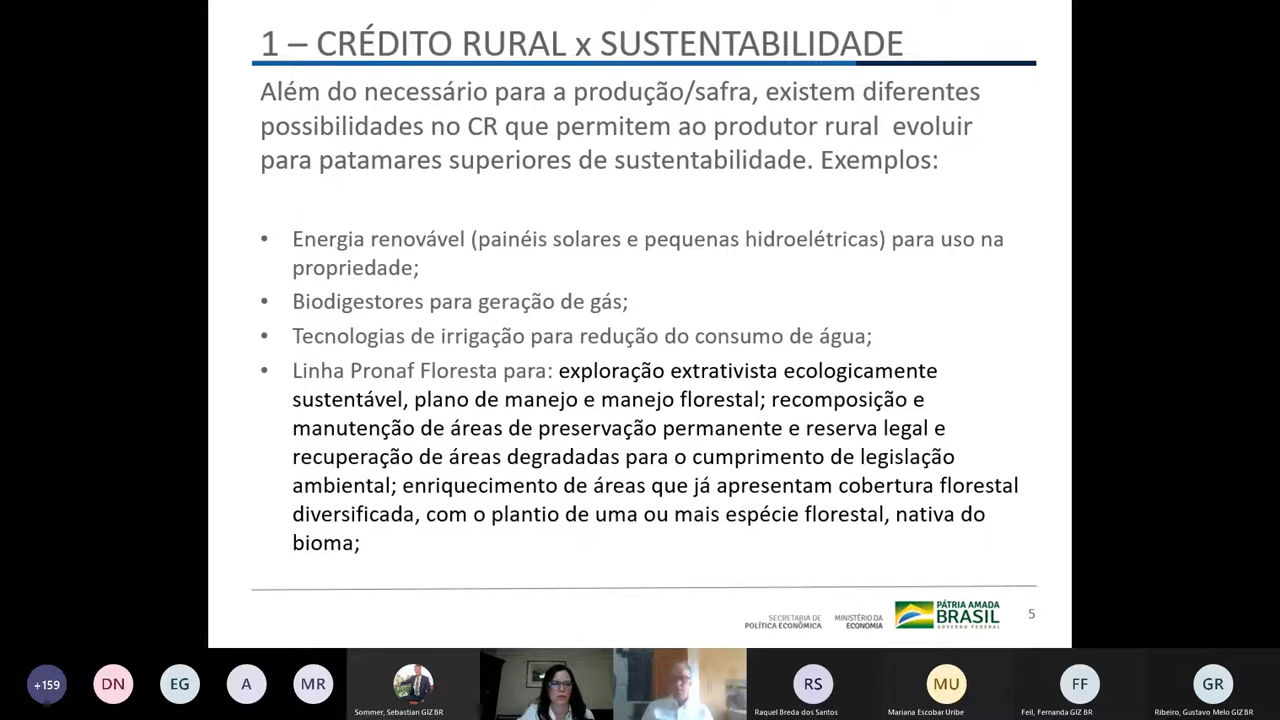 1 – CRÉDITO RURAL x SUSTENTABILIDADE
Além do necessário para a produção/safra, existem diferentes
possibilidades no CR que permitem ao produtor rural evoluir
para patamares superiores de sustentabilidade. Exemplos:
• Energia renovável (painéis solares e pequenas hidroelétricas) para uso na
propriedade;
• Biodigestores para geração de gás;
• Tecnologias de irrigação para redução do consumo de água;
• Linha Pronaf Floresta para: exploração extrativista ecologicamente
sustentável, plano de manejo e manejo florestal; recomposição e
manutenção de áreas de preservação permanente e reserva legal e
recuperação de áreas degradadas para o cumprimento de legislação
ambiental; enriquecimento de áreas que já apresentam cobertura florestal
diversificada, com o plantio de uma ou mais espécie florestal, nativa do
bioma;
SECRETARIA DE
POLÍTICA ECONÔMICA
MINISTÉRIO DA
ECONOMIA
PÁTRIA AMADA
BRASIL
GOVERNO FEDERAL
5
+159
DN
EG
A
MR
RS
MU
FF
GR
Sommer, Sebastian GIZ BR
Raquel Breda dos Santos
Mariana Escobar Uribe
Feil, Fernanda GIZ BR
Ribeiro, Gustavo Melo GIZ BR